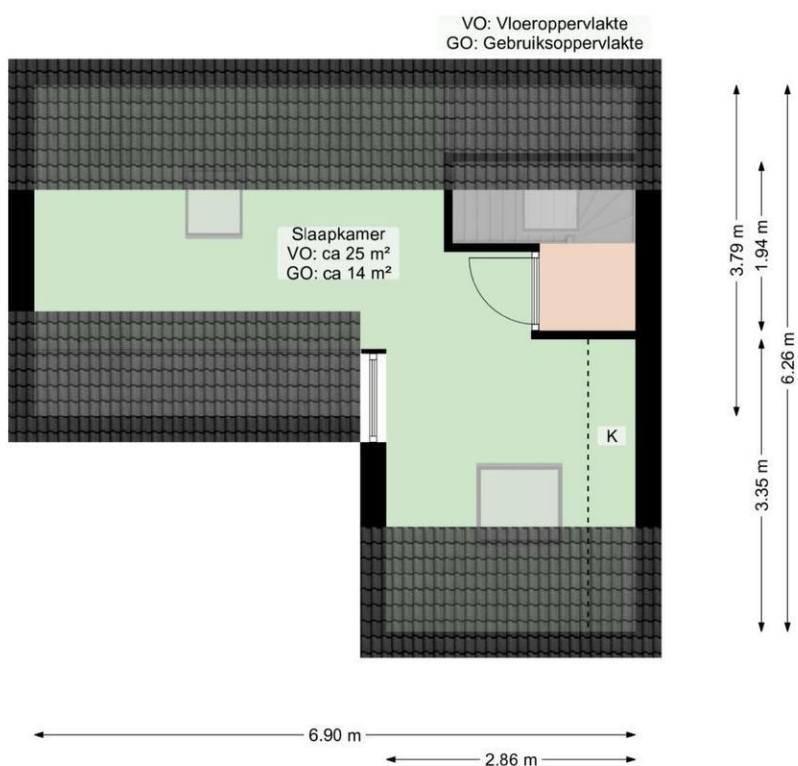 VO: Vloeroppervlakte
GO: Gebruiksoppervlakte
Slaapkamer
VO: ca 25 m²
GO: ca 14 m²
K
3.79 m
1.94 m
6.26 m
3.35 m
6.90 m
2.86 m